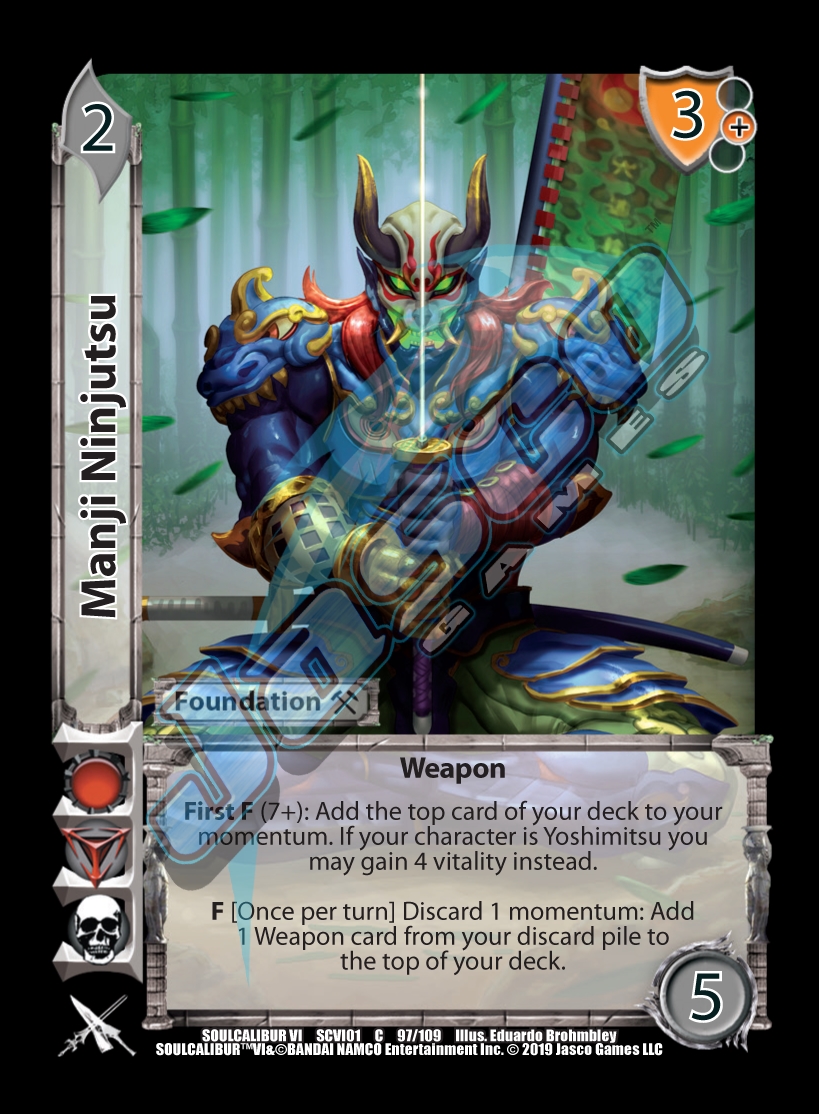 2
3
+
Manji Ninjutsu
TM
JASCO
GAMES
Foundation
Weapon
First F (7+): Add the top card of your deck to your
momentum. If your character is Yoshimitsu you
may gain 4 vitality instead.
F [Once per turn] Discard 1 momentum: Add
1 Weapon card from your discard pile to
the top of your deck.
5
SOULCALIBUR VI SCVI01 C 97/109 Illus. Eduardo Brohmbley
SOULCALIBUR™VI&©BANDAI NAMCO Entertainment Inc. © 2019 Jasco Games LLC